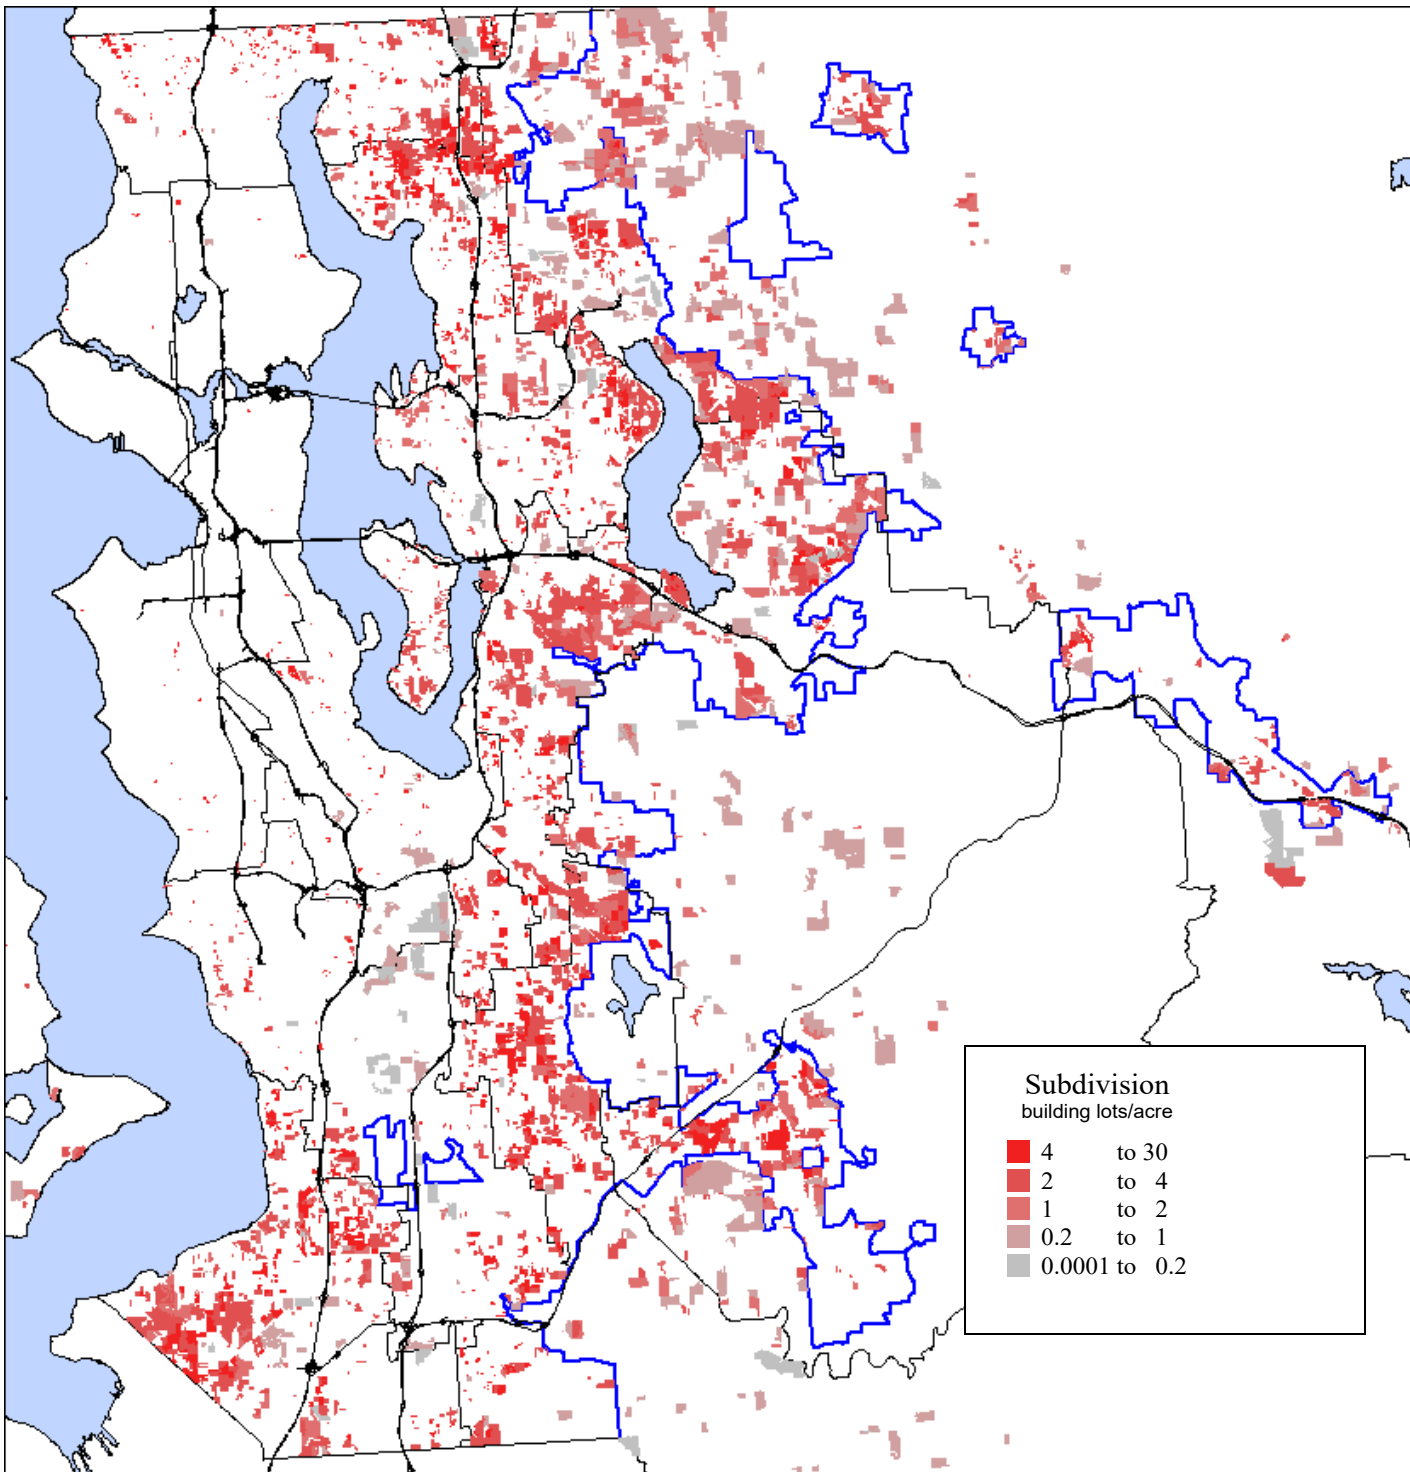 Subdivision
building lots/acre
4 to 30
2 to 4
1 to 2
0.2 to 1
0.0001 to 0.2